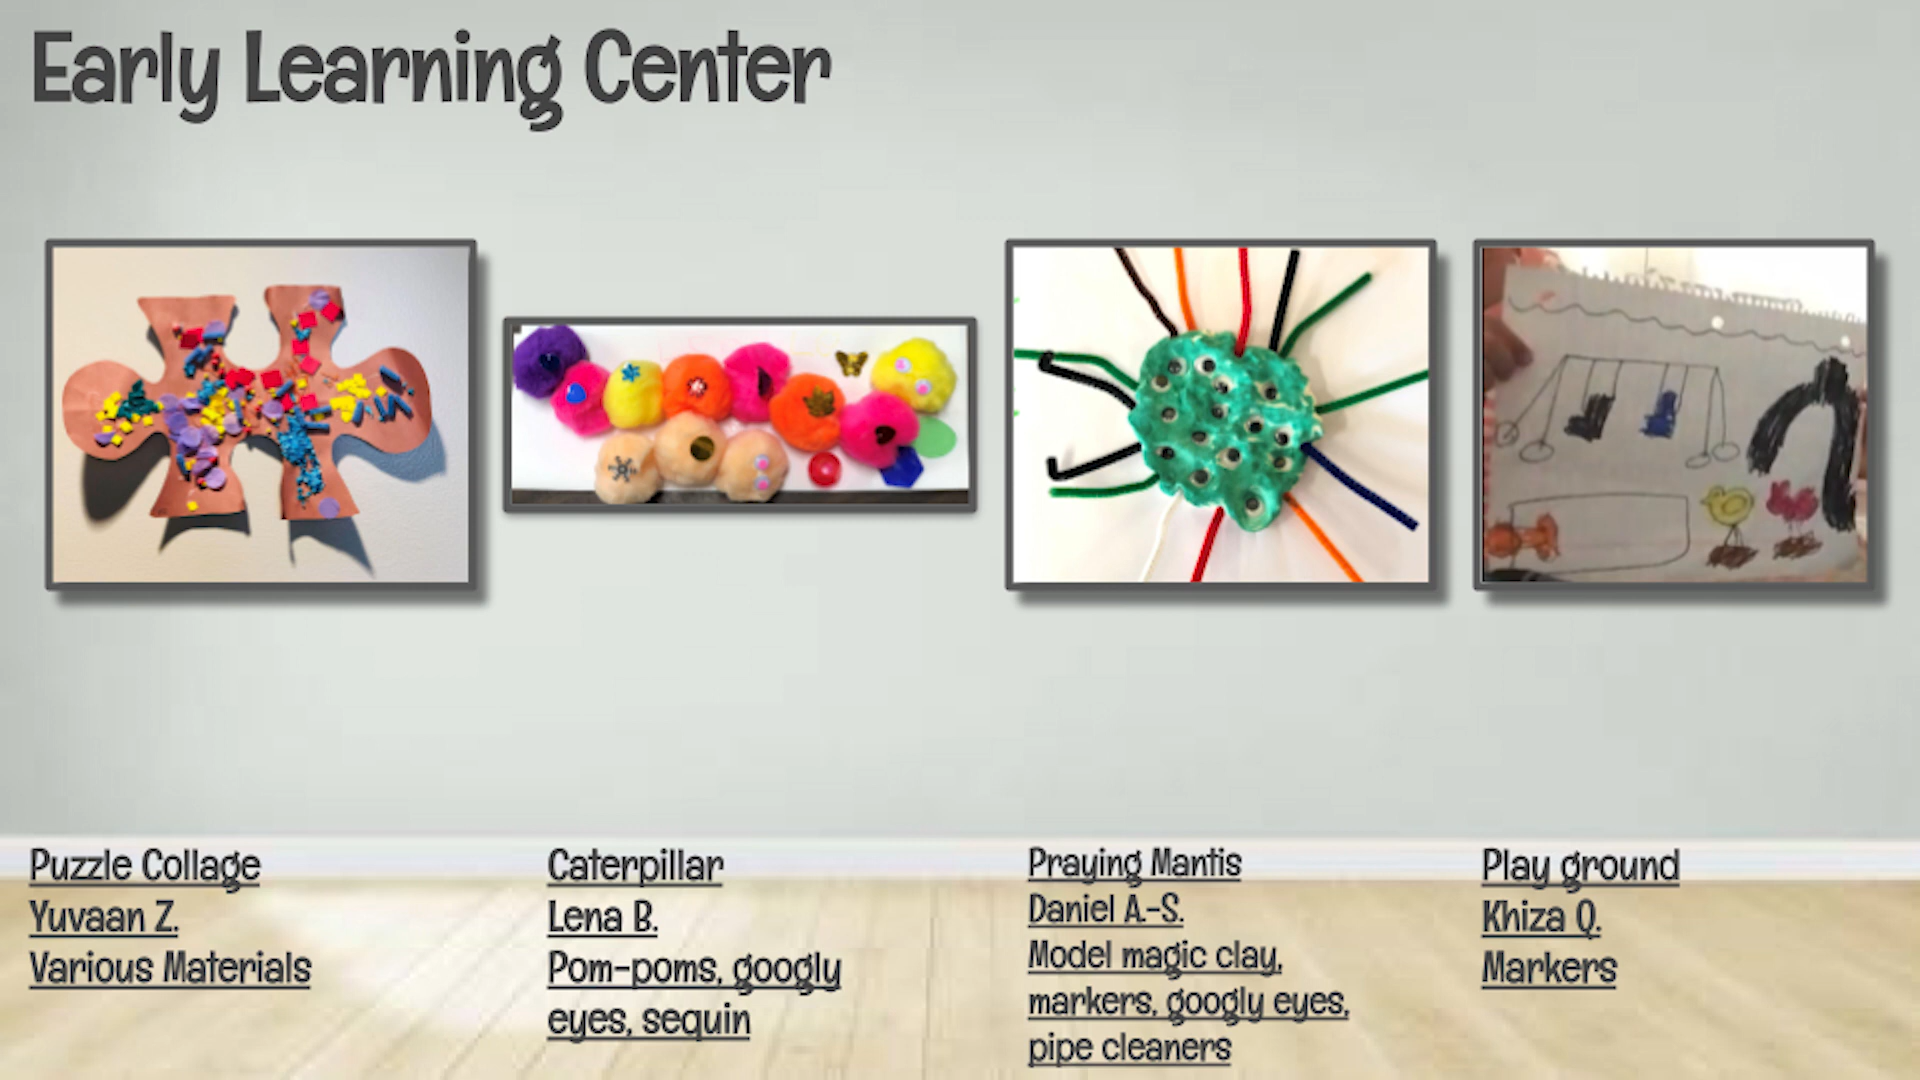 Early Learning Center
Puzzle Collage
Yuvaan Z.
Various Materials
Caterpillar
Lena B.
Pom-poms, googly
eyes, sequin
Praying Mantis
Daniel A.-S.
Model magic clay,
markers, googly eyes,
pipe cleaners
Play ground
Khiza Q.
Markers